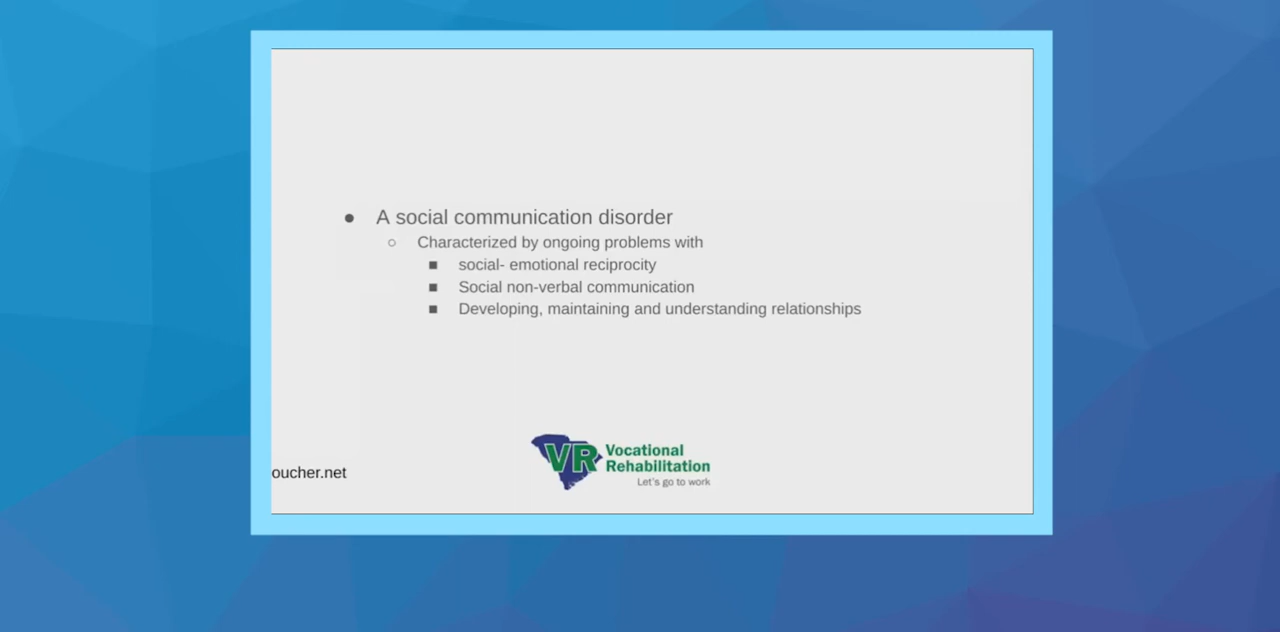 ● A social communication disorder
○ Characterized by ongoing problems with
■ social- emotional reciprocity
■ Social non-verbal communication
■ Developing, maintaining and understanding relationships
VR Vocational
Rehabilitation
Let's go to work
oucher.net